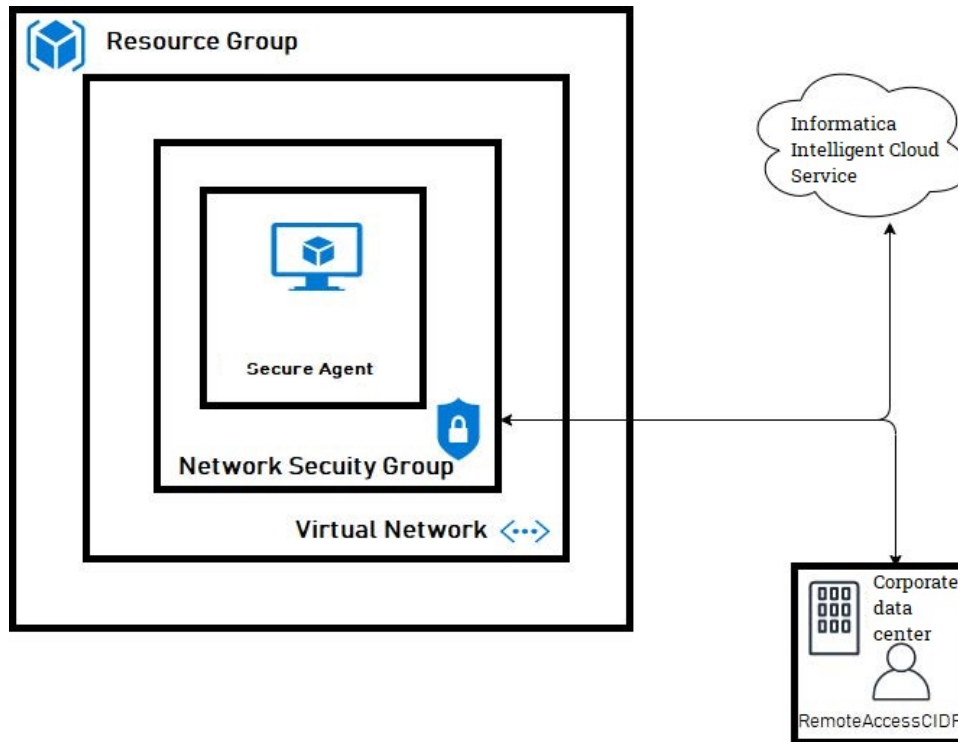 Resource Group
Informatica
Intelligent Cloud
Service
Secure Agent
Network Secuity Group
Virtual Network
Corporate
data
center
RemoteAccessCIDR